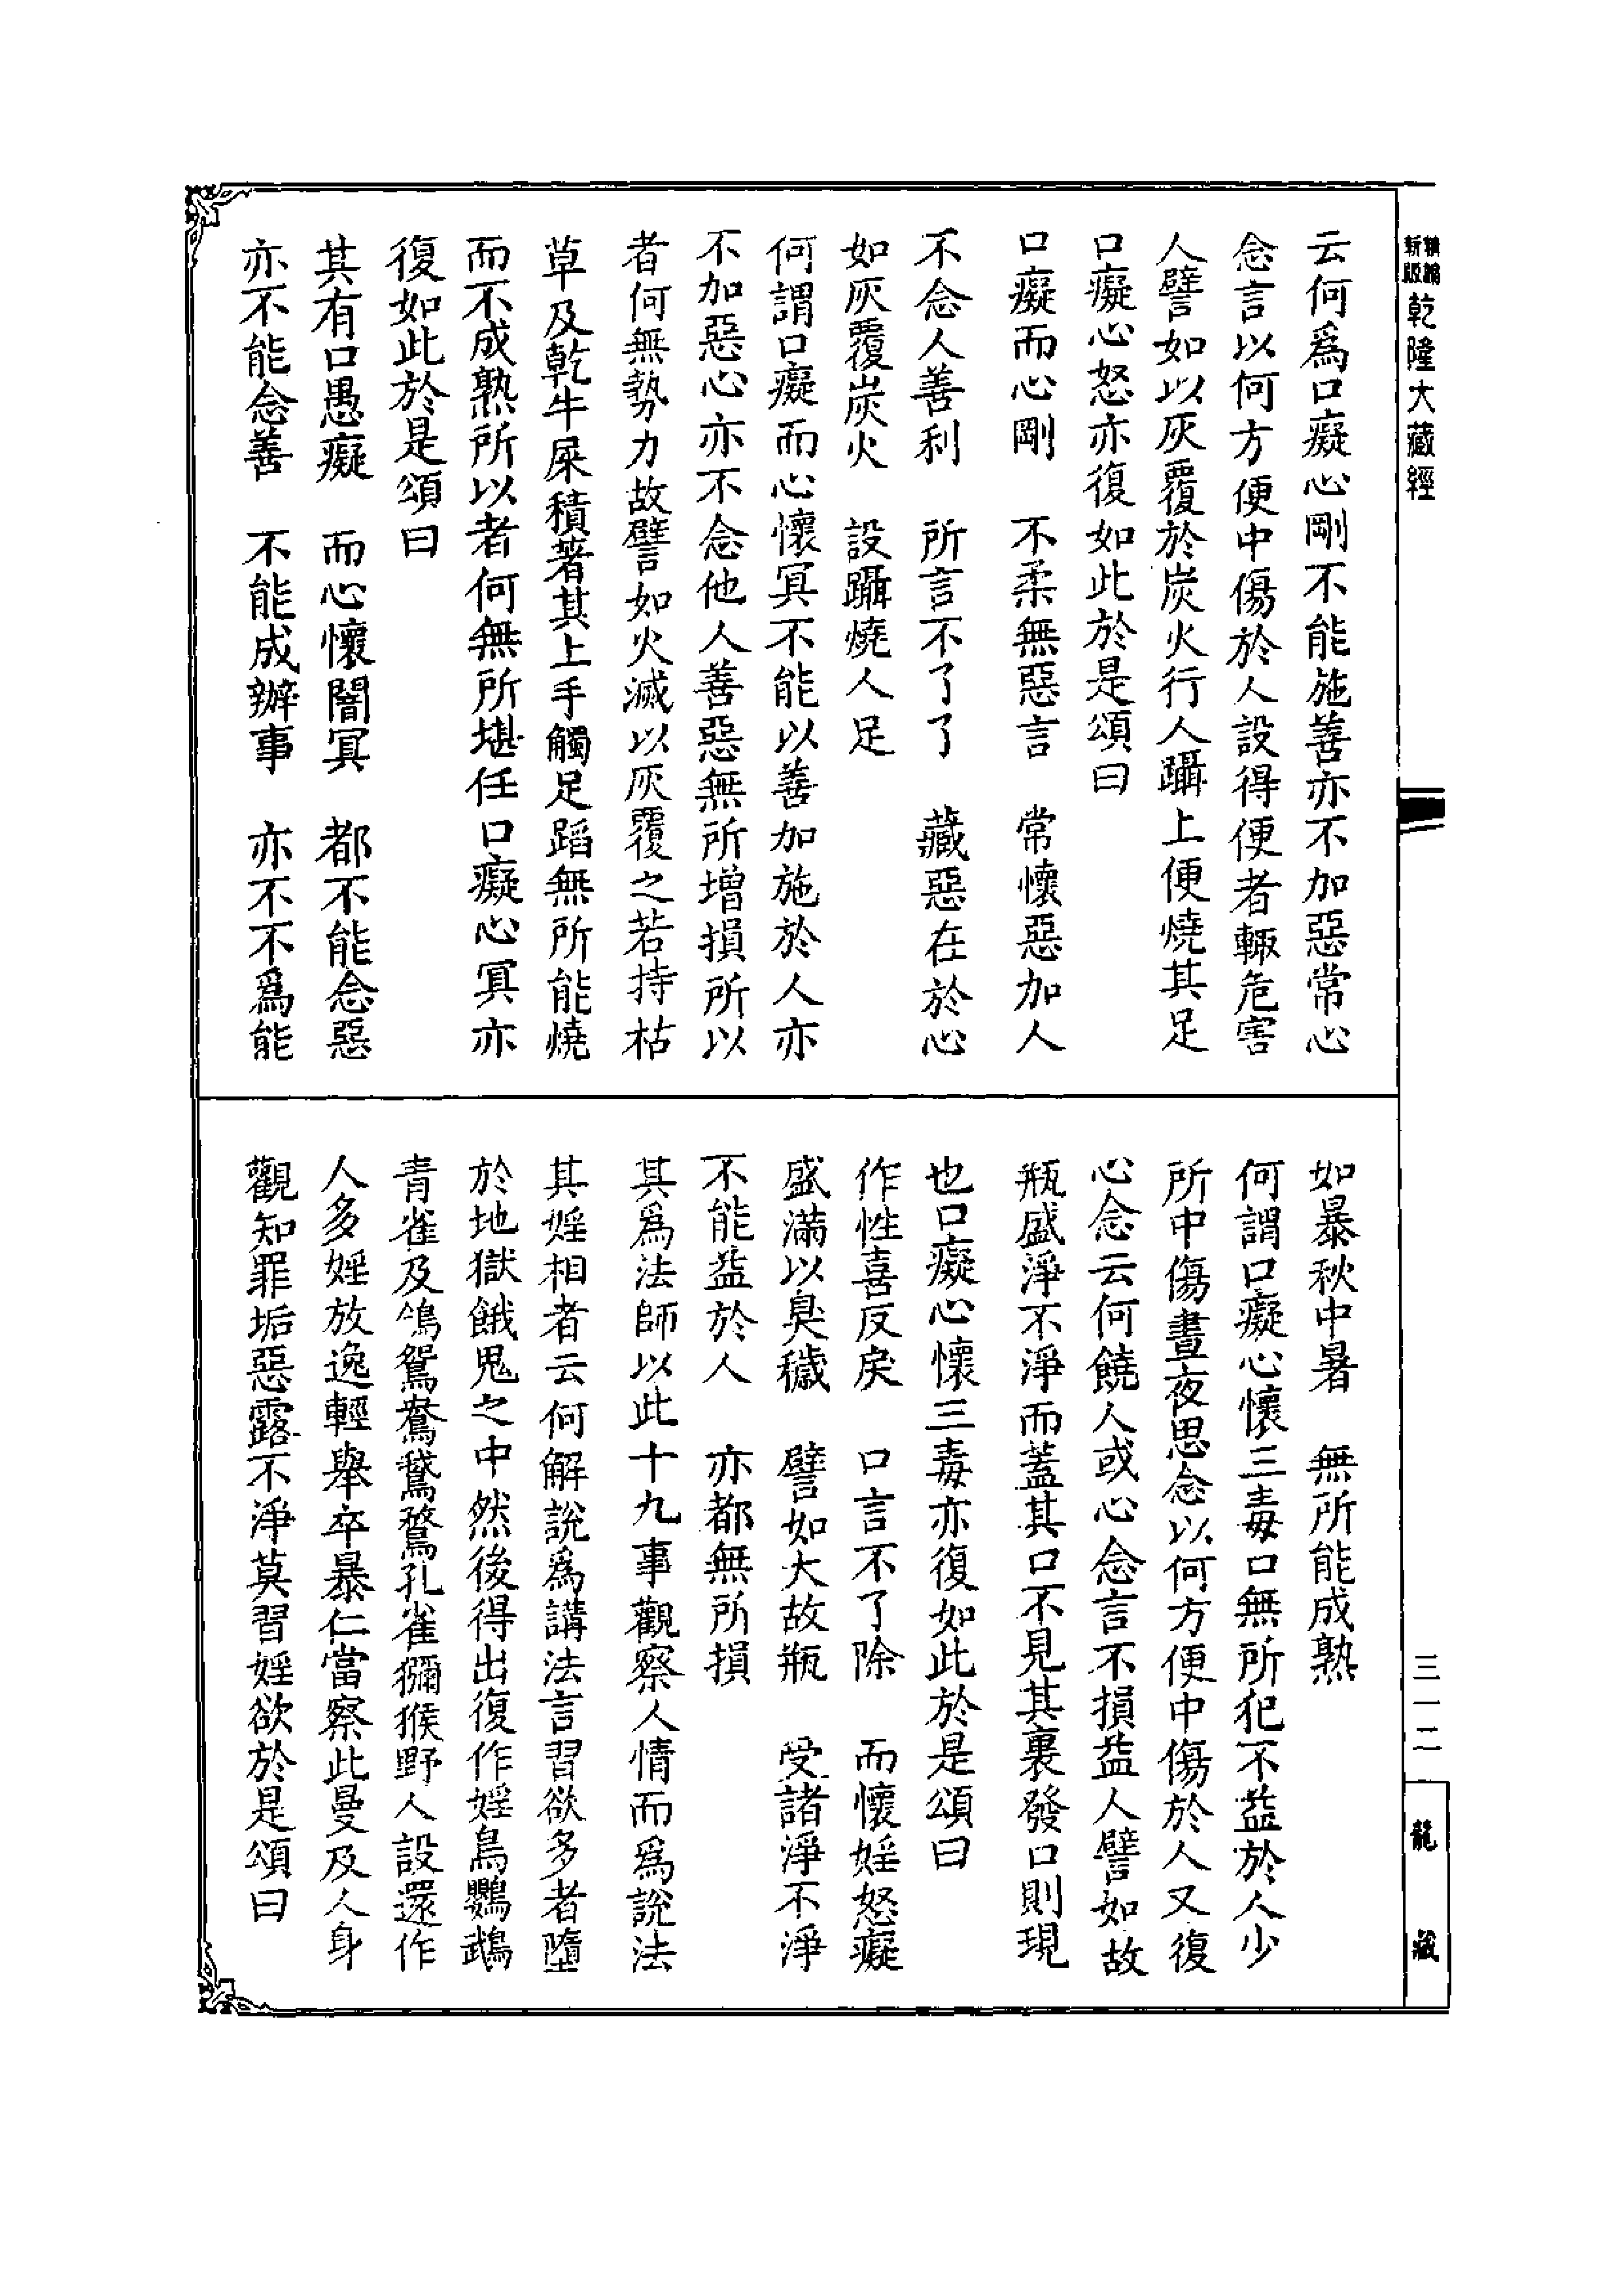 新版 精編 乾隆大藏經
云何爲口癡心剛不能施善亦不加惡常心
念言以何方便中傷於人設得便者輙危害
人譬如以灰覆於炭火行人躡上便燒其足
口癡心怒亦復如此於是頌曰
口癡而心剛　不柔無惡言　常懷惡加人
不念人善利　所言不了了　藏惡在於心
如灰覆炭火　設躡燒人足
何謂口癡而心懷冥不能以善加施於人亦
不加惡心亦不念他人善惡無所增損所以
者何無勢力故譬如火滅以灰覆之若持枯
草及乾牛屎積著其上手觸足蹈無所能燒
而不成熟所以者何無所堪任口癡心冥亦
復如此於是頌曰
其有口愚癡　而心懷闇冥　都不能念惡
亦不能念善　不能成辦事　亦不不爲能
如暴秋中暑　無所能成熟
何謂口癡心懷三毒口無所犯不益於人少
所中傷晝夜思念以何方便中傷於人又復
心念云何饒人或心念言不損益人譬如故
瓶盛淨不淨而蓋其口不見其裏發口則現
也口癡心懷三毒亦復如此於是頌曰
作性喜反戾　口言不了除　而懷婬怒癡
盛滿以臭穢　譬如大故瓶　受諸淨不淨
不能益於人　亦都無所損
其爲法師以此十九事觀察人情而爲說法
其婬相者云何解說爲講法言習欲多者墮
於地獄餓鬼之中然後得出復作婬鳥鸚鵡
青雀及鴿鴛鴦鵞鶩孔雀獼猴野人設還作
人多婬放逸輕舉卒暴仁當察此曼及人身
觀知罪垢惡露不淨莫習婬欲於是頌曰
三一二
龍藏